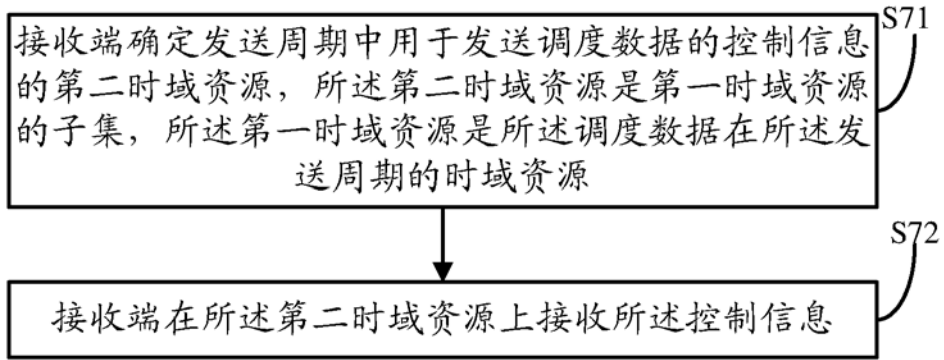 S71
接收端确定发送周期中用于发送调度数据的控制信息
的第二时域资源，所述第二时域资源是第一时域资源
的子集，所述第一时域资源是所述调度数据在所述发
送周期的时域资源
S72
接收端在所述第二时域资源上接收所述控制信息